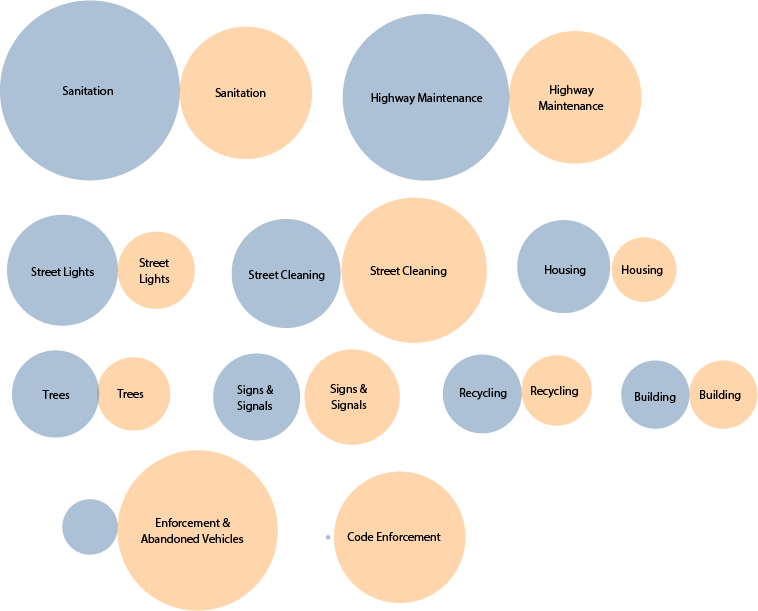 Sanitation
Sanitation
Highway Maintenance
Highway
Maintenance
Street Lights
Street
Lights
Street Cleaning
Street Cleaning
Housing
Housing
Trees
Trees
Signs &
Signals
Signs &
Signals
Recycling
Recycling
Building
Building
Enforcement &
Abandoned Vehicles
Code Enforcement